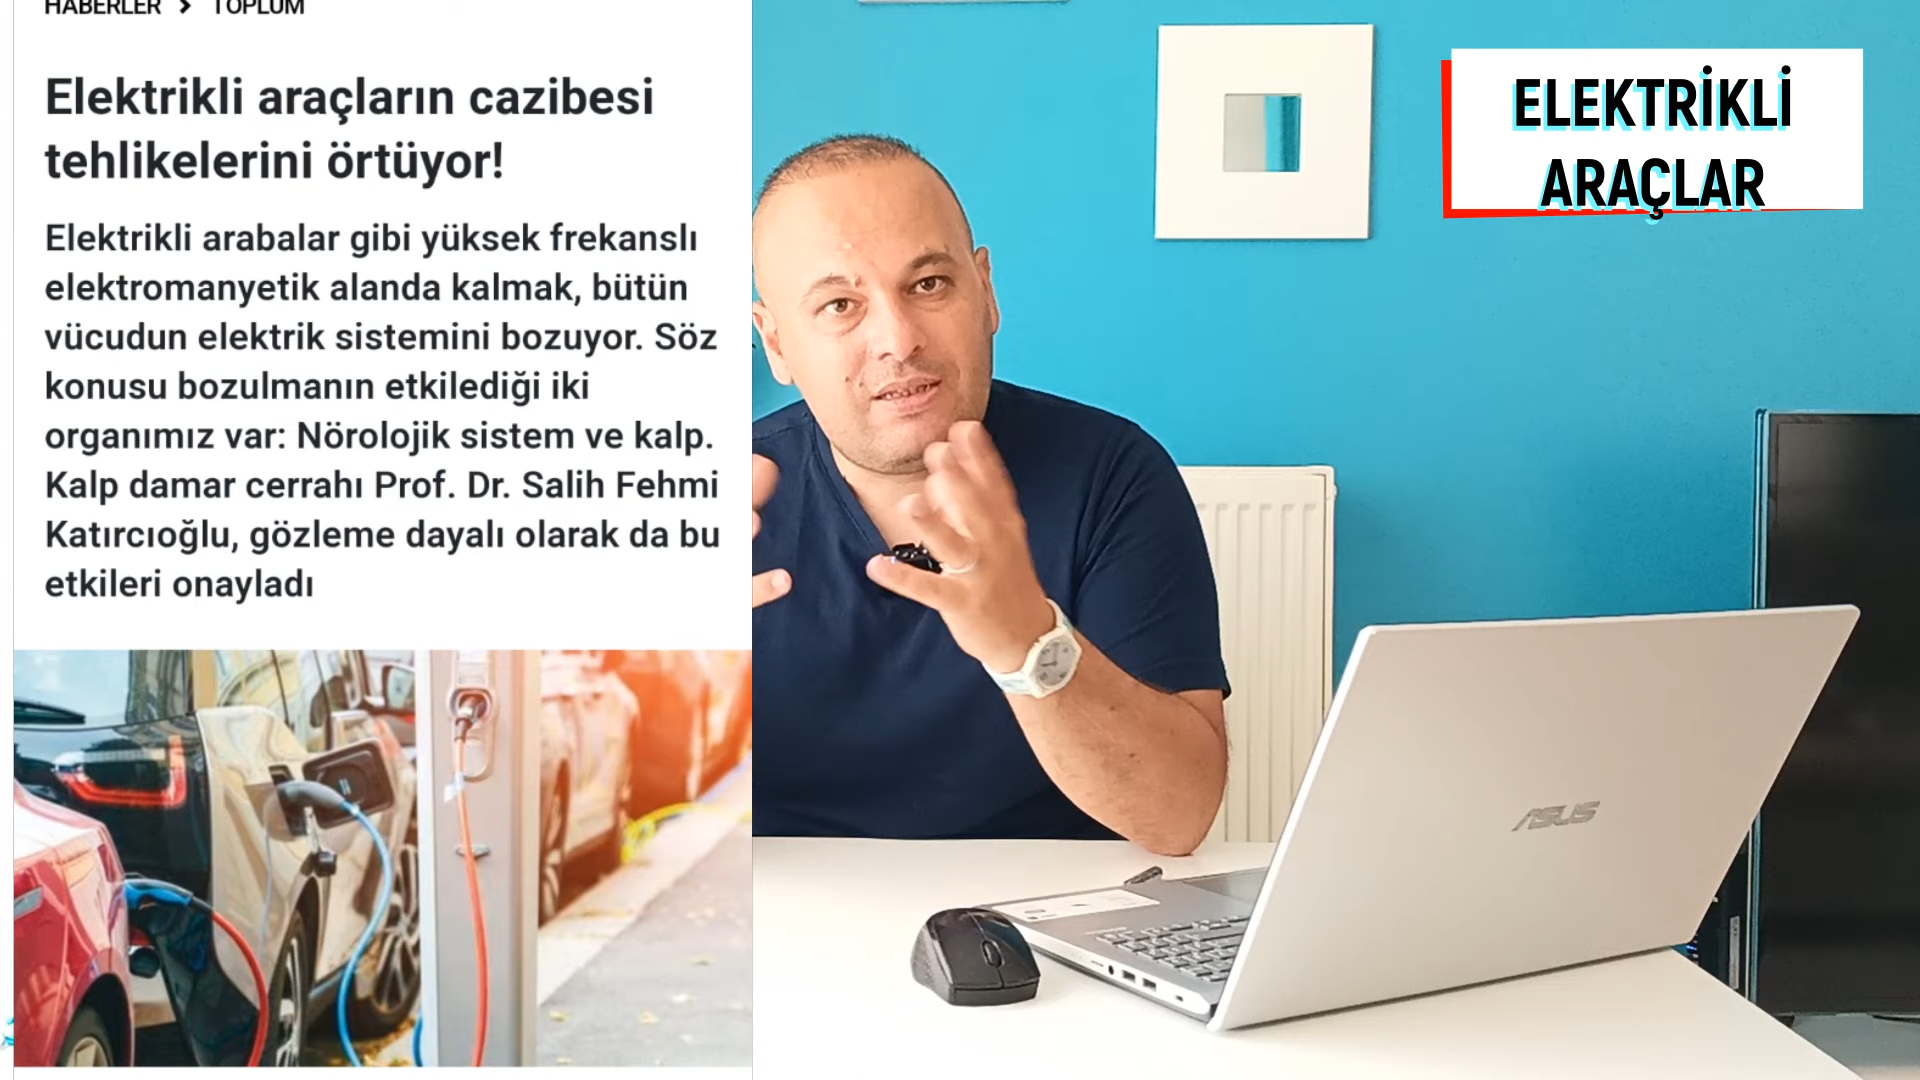 HABERLER > TOPLUM
Elektrikli araçların cazibesi
tehlikelerini örtüyor!
Elektrikli arabalar gibi yüksek frekanslı
elektromanyetik alanda kalmak, bütün
vücudun elektrik sistemini bozuyor. Söz
konusu bozulmanın etkilediği iki
organımız var: Nörolojik sistem ve kalp.
Kalp damar cerrahı Prof. Dr. Salih Fehmi
Katırcıoğlu, gözleme dayalı olarak da bu
etkileri onayladı
ELEKTRİKLİ
ARAÇLAR
ASUS